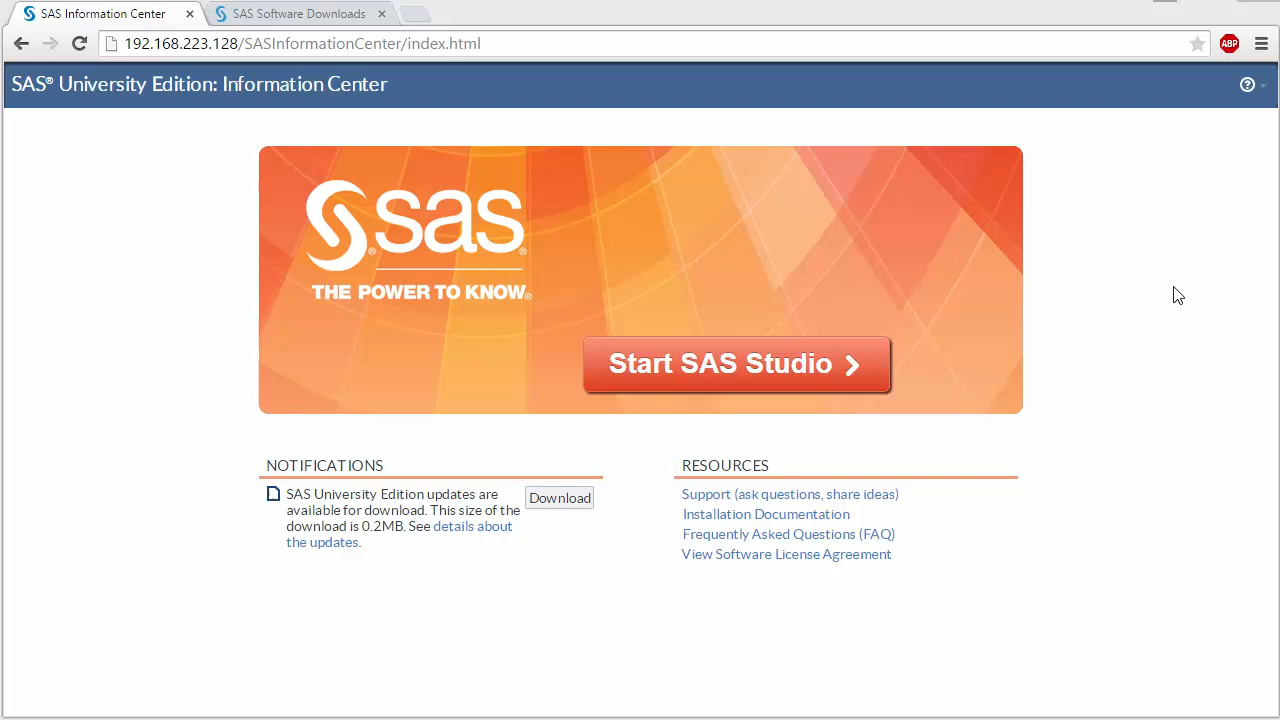 SAS Information Center
SAS Software Downloads
192.168.223.128/SASInformationCenter/index.html
ABP
SAS® University Edition: Information Center
sas®
THE POWER TO KNOW®
Start SAS Studio
NOTIFICATIONS
SAS University Edition updates are
available for download. This size of the
download is 0.2MB. See details about
the updates.
Download
RESOURCES
Support (ask questions, share ideas)
Installation Documentation
Frequently Asked Questions (FAQ)
View Software License Agreement